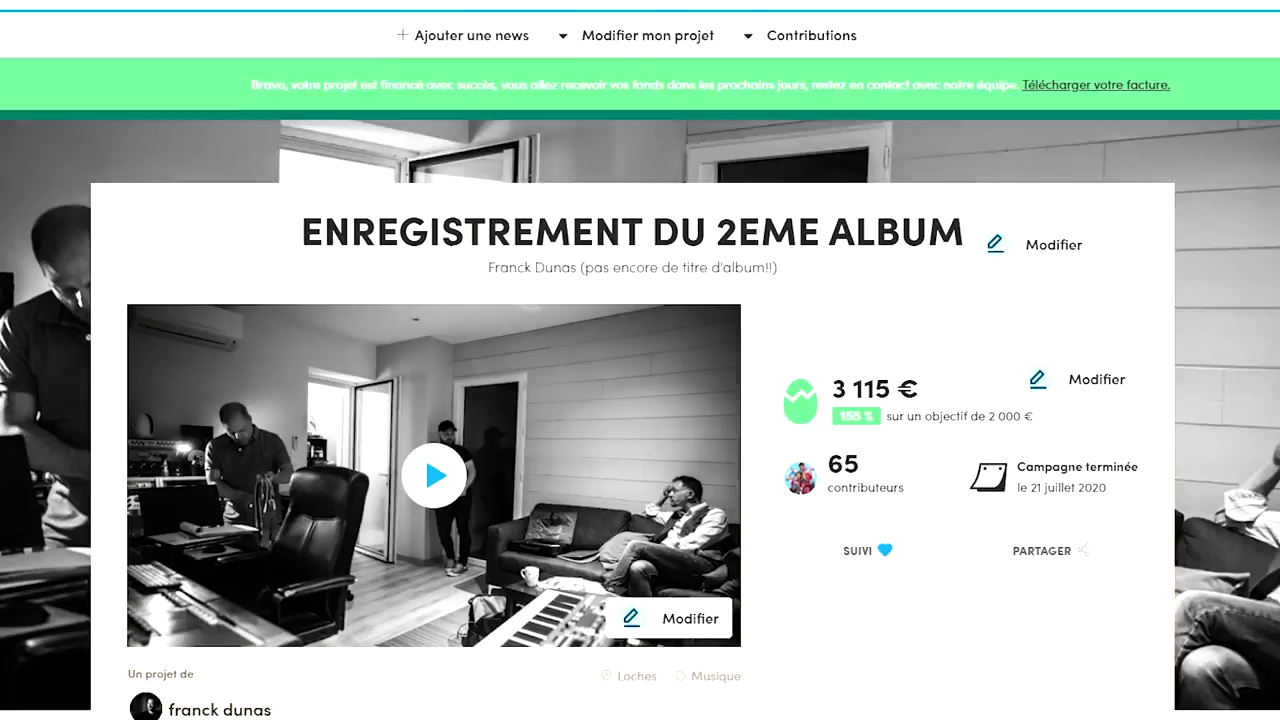 Ajouter une news
Modifier mon projet
Contributions
Bravo, votre projet est financé avec succès, vous allez recevoir vos fonds dans les prochains jours, restez en contact avec notre équipe. Télécharger votre facture.
ENREGISTREMENT DU 2EME ALBUM
Modifier
Franck Dunas (pas encore de titre d'album!!)
3 115 €
Modifier
155 % sur un objectif de 2 000 €
65
contributeurs
Campagne terminée
le 21 juillet 2020
SUIVI
PARTAGER
Modifier
Un projet de
Loches
Musique
franck dunas